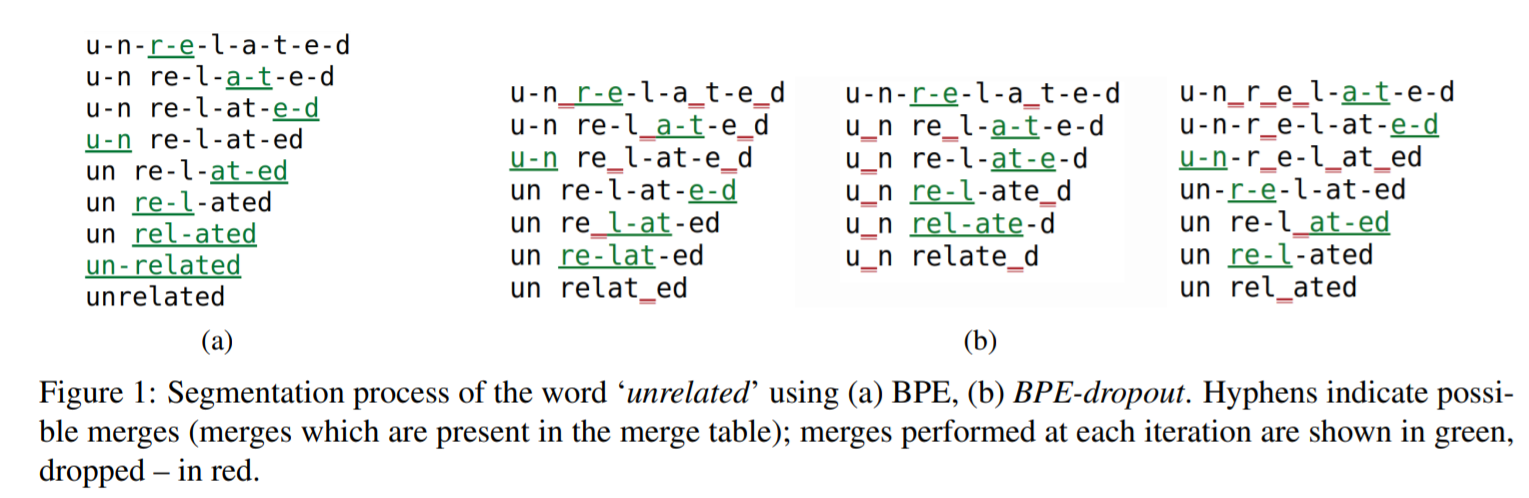 u-n-r-e-l-a-t-e-d
u-n re-l-a-t-e-d
u-n re-l-at-e-d
u-n re-l-at-ed
un re-l-at-ed
un re-l-ated
un rel-ated
un-related
unrelated
(a)
u-n_r-e-l-a_t-e_d
u-n re-l_a-t-e_d
u-n re_l-at-e_d
un re-l-at-e-d
un re_l-at-ed
un re-lat-ed
un relat_ed
u-n-r-e-l-a_t-e-d
u_n re_l-a-t-e-d
u_n re-l-at-e-d
u_n re-l-ate_d
u_n rel-ate-d
u_n relate_d
u-n_r_e_l-a-t-e-d
u-n-r_e-l-at-e-d
u-n-r_e-l_at_ed
un-r-e-l-at-ed
un re-l_at-ed
un re-l-ated
un rel_ated
(b)
Figure 1: Segmentation process of the word ‘unrelated’ using (a) BPE, (b) BPE-dropout. Hyphens indicate possi-
ble merges (merges which are present in the merge table); merges performed at each iteration are shown in green,
dropped – in red.